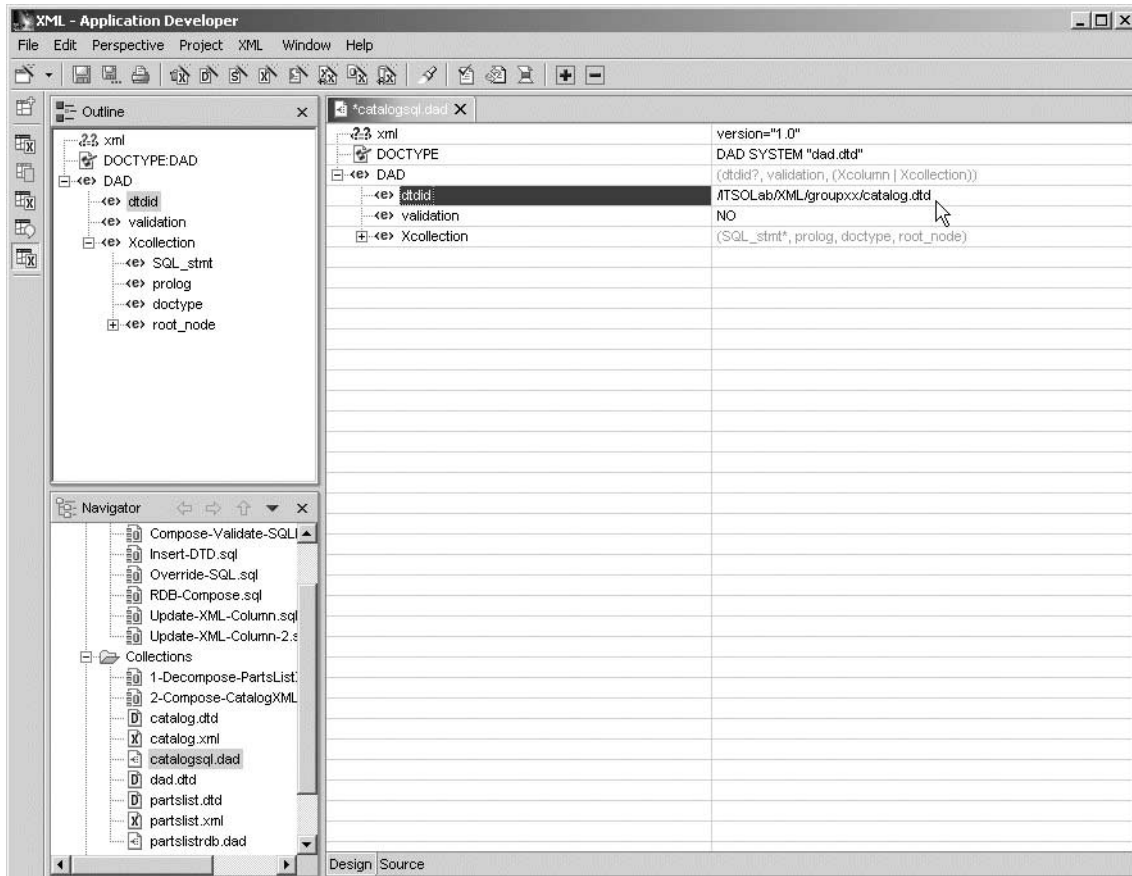 XML - Application Developer
File Edit Perspective Project XML Window Help
Outline
?=? xml
DOCTYPE:DAD
<e> DAD
<e> dtdid
<e> validation
<e> Xcollection
<e> SQL_stmt
<e> prolog
<e> doctype
<e> root_node
*catalogsql.dad
?=? xml version="1.0"
DOCTYPE DAD SYSTEM "dad.dtd"
<e> DAD (dtdid?, validation, (Xcolumn | Xcollection))
<e> dtdid /ITSOLab/XML/groupxx/catalog.dtd
<e> validation NO
<e> Xcollection (SQL_stmt*, prolog, doctype, root_node)
Navigator
Compose-Validate-SQL
Insert-DTD.sql
Override-SQL.sql
RDB-Compose.sql
Update-XML-Column.sql
Update-XML-Column-2.s
Collections
1-Decompose-PartsList
2-Compose-CatalogXML
D catalog.dtd
X catalog.xml
catalogsql.dad
D dad.dtd
D partslist.dtd
X partslist.xml
partslistrdb.dad
Design Source